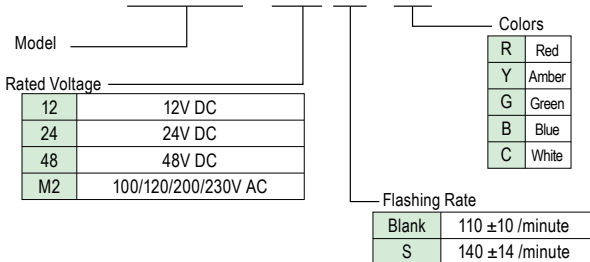 Colors
Model
R Red
Y Amber
G Green
B Blue
C White
Rated Voltage
12 12V DC
24 24V DC
48 48V DC
M2 100/120/200/230V AC
Flashing Rate
Blank 110 ±10 /minute
S 140 ±14 /minute